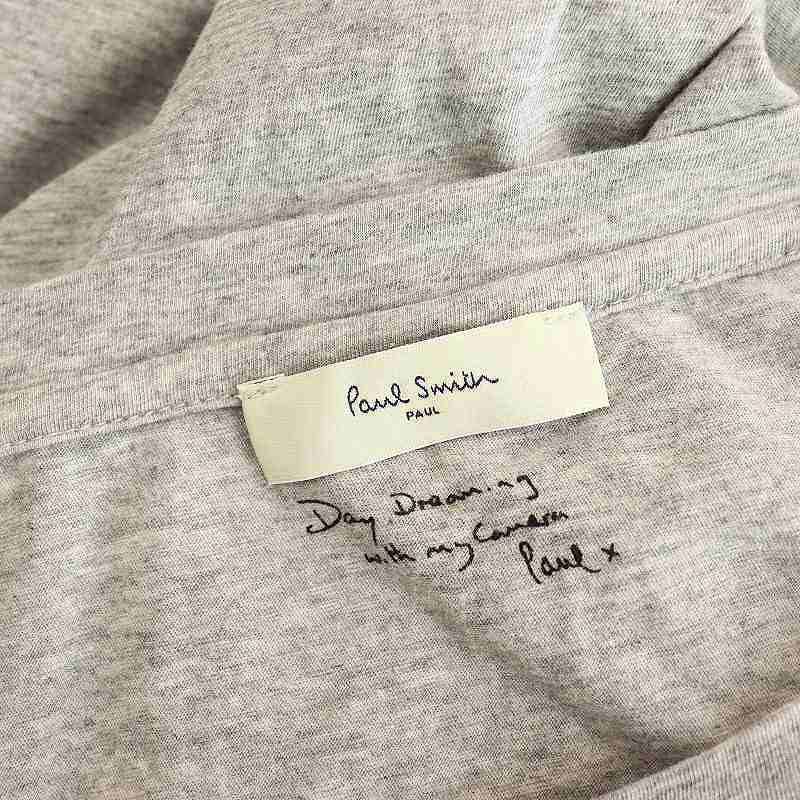 Paul Smith
PAUL
Day Dreaming
with my Camera
Paul x